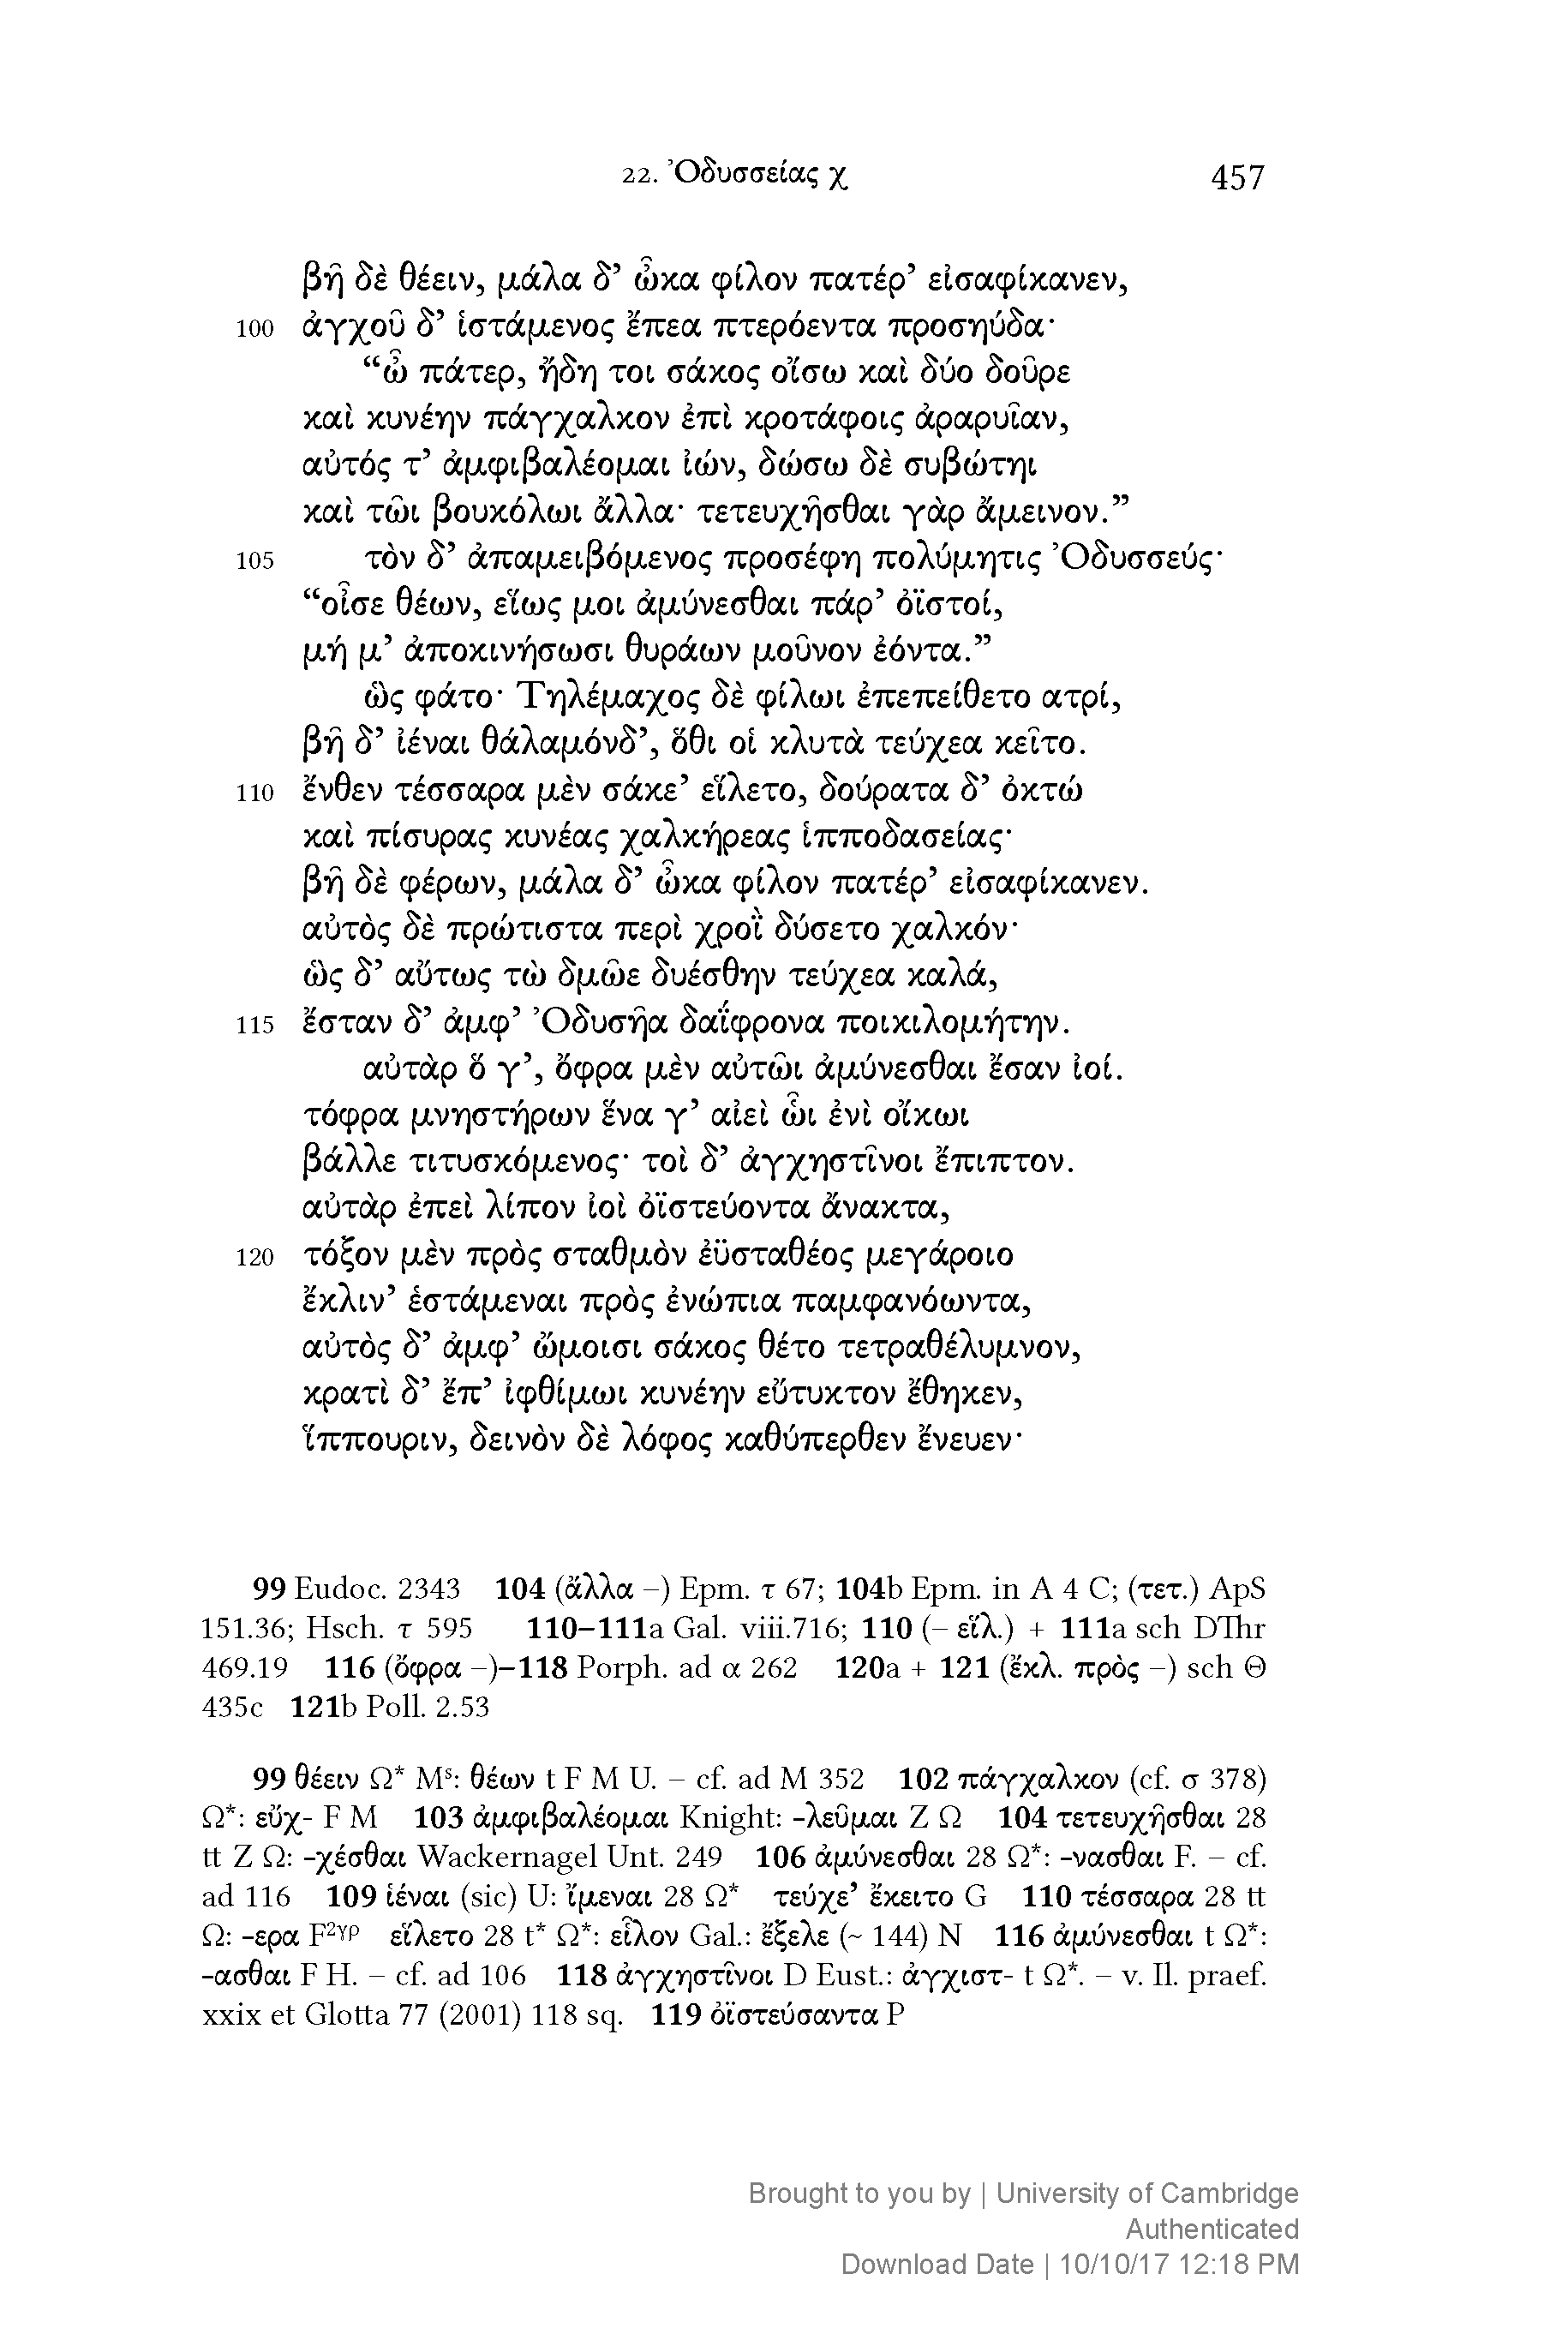 22. Ὀδυσσείας χ 457
βῆ δὲ θέειν, μάλα δ’ ὦκα φίλον πατέρ’ εἰσαφίκανεν,
100 ἀγχοῦ δ’ ἱστάμενος ἔπεα πτερόεντα προσηύδα·
“ὦ πάτερ, ἤδη τοι σάκος οἴσω καὶ δύο δοῦρε
καὶ κυνέην πάγχαλκον ἐπὶ κροτάφοις ἀραρυῖαν,
αὐτός τ’ ἀμφιβαλέομαι ἰών, δώσω δὲ συβώτηι
καὶ τῶι βουκόλωι ἄλλα· τετευχῆσθαι γὰρ ἄμεινον.”
105 τὸν δ’ ἀπαμειβόμενος προσέφη πολύμητις Ὀδυσσεύς·
“οἶσε θέων, εἵως μοι ἀμύνεσθαι πάρ’ ὀϊστοί,
μή μ’ ἀποκινήσωσι θυράων μοῦνον ἐόντα.”
ὣς φάτο· Τηλέμαχος δὲ φίλωι ἐπεπείθετο ατρί,
βῆ δ’ ἰέναι θάλαμόνδ’, ὅθι οἱ κλυτὰ τεύχεα κεῖτο.
110 ἔνθεν τέσσαρα μὲν σάκε’ εἵλετο, δούρατα δ’ ὀκτώ
καὶ πίσυρας κυνέας χαλκήρεας ἱπποδασείας·
βῆ δὲ φέρων, μάλα δ’ ὦκα φίλον πατέρ’ εἰσαφίκανεν.
αὐτὸς δὲ πρώτιστα περὶ χροῒ δύσετο χαλκόν·
ὣς δ’ αὔτως τὼ δμῶε δυέσθην τεύχεα καλά,
115 ἔσταν δ’ ἀμφ’ Ὀδυσῆα δαΐφρονα ποικιλομήτην.
αὐτὰρ ὅ γ’, ὄφρα μὲν αὐτῶι ἀμύνεσθαι ἔσαν ἰοί.
τόφρα μνηστήρων ἕνα γ’ αἰεὶ ὧι ἐνὶ οἴκωι
βάλλε τιτυσκόμενος· τοὶ δ’ ἀγχηστῖνοι ἔπιπτον.
αὐτὰρ ἐπεὶ λίπον ἰοὶ ὀϊστεύοντα ἄνακτα,
120 τόξον μὲν πρὸς σταθμὸν ἐϋσταθέος μεγάροιο
ἔκλιν’ ἑστάμεναι πρὸς ἐνώπια παμφανόωντα,
αὐτὸς δ’ ἀμφ’ ὤμοισι σάκος θέτο τετραθέλυμνον,
κρατὶ δ’ ἔπ’ ἰφθίμωι κυνέην εὔτυκτον ἔθηκεν,
ἵππουριν, δεινὸν δὲ λόφος καθύπερθεν ἔνευεν·
99 Eudoc. 2343 104 (ἄλλα –) Epm. τ 67; 104b Epm. in A 4 C; (τετ.) ApS
151.36; Hsch. τ 595 110–111a Gal. viii.716; 110 (– εἵλ.) + 111a sch DThr
469.19 116 (ὄφρα –)–118 Porph. ad α 262 120a + 121 (ἔκλ. πρὸς –) sch Θ
435c 121b Poll. 2.53
99 θέειν Ω* Mˢ: θέων t F M U. – cf. ad M 352 102 πάγχαλκον (cf. σ 378)
Ω*: εὔχ- F M 103 ἀμφιβαλέομαι Knight: -λεῦμαι Z Ω 104 τετευχῆσθαι 28
tt Z Ω: -χέσθαι Wackernagel Unt. 249 106 ἀμύνεσθαι 28 Ω*: -νασθαι F. – cf.
ad 116 109 ἱέναι (sic) U: ἴμεναι 28 Ω* τεύχε’ ἔκειτο G 110 τέσσαρα 28 tt
Ω: -ερα F²ᵞᵖ εἵλετο 28 t* Ω*: εἷλον Gal.: ἔξελε (~ 144) N 116 ἀμύνεσθαι t Ω*:
-ασθαι F H. – cf. ad 106 118 ἀγχηστῖνοι D Eust.: ἀγχιστ- t Ω*. – v. Il. praef.
xxix et Glotta 77 (2001) 118 sq. 119 ὀϊστεύσαντα P
Brought to you by | University of Cambridge
Authenticated
Download Date | 10/10/17 12:18 PM